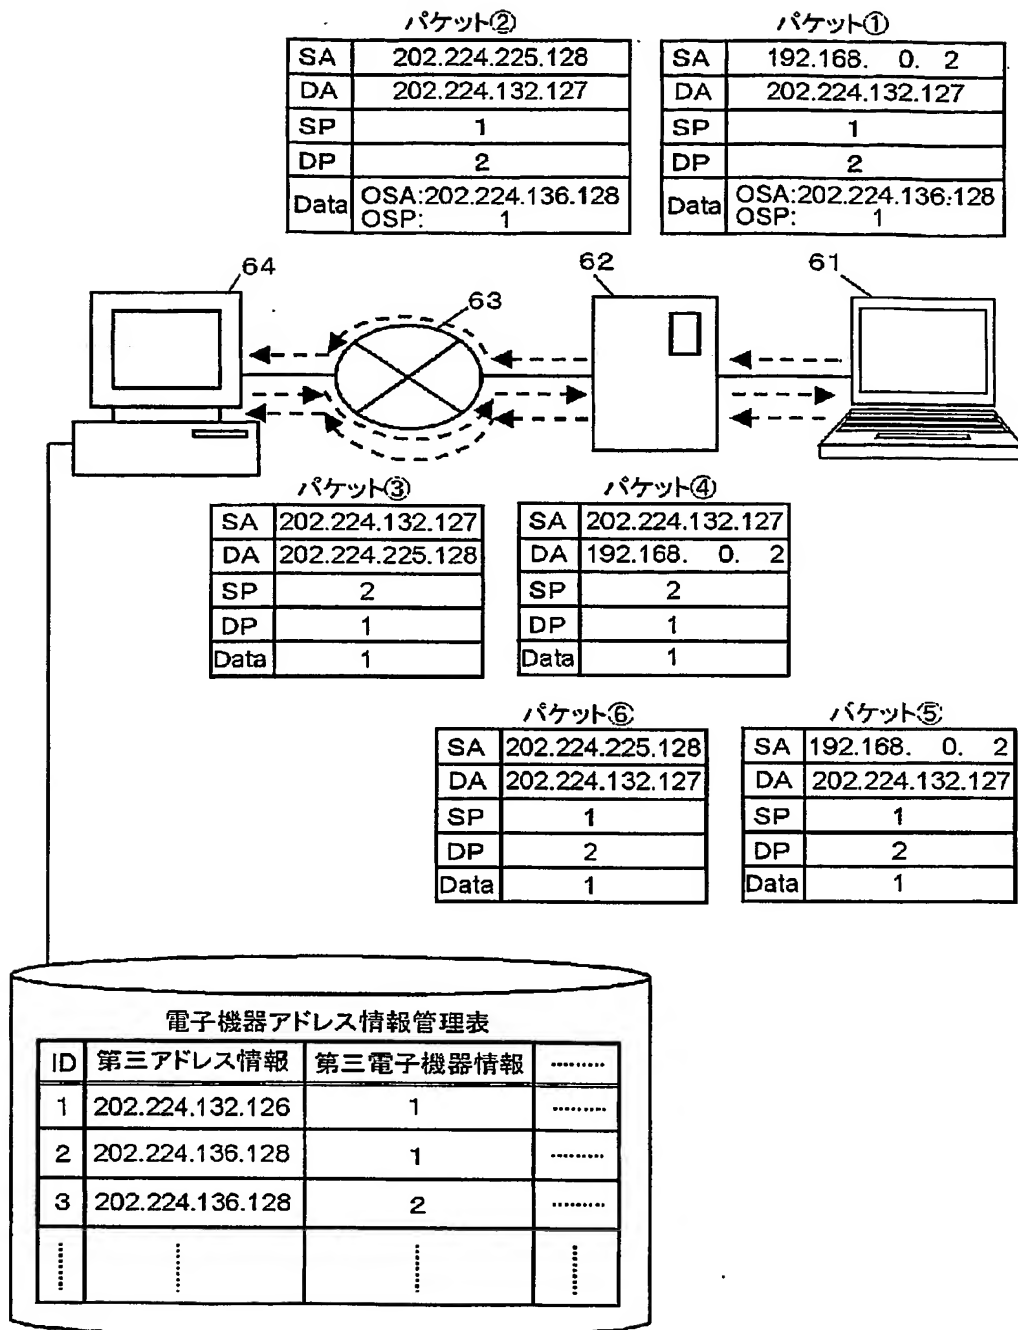 パケット②
SA 202.224.225.128
DA 202.224.132.127
SP 1
DP 2
Data OSA:202.224.136.128
OSP: 1
パケット①
SA 192.168. 0. 2
DA 202.224.132.127
SP 1
DP 2
Data OSA:202.224.136.128
OSP: 1
64
63
62
61
パケット③
SA 202.224.132.127
DA 202.224.225.128
SP 2
DP 1
Data 1
パケット④
SA 202.224.132.127
DA 192.168. 0. 2
SP 2
DP 1
Data 1
パケット⑥
SA 202.224.225.128
DA 202.224.132.127
SP 1
DP 2
Data 1
パケット⑤
SA 192.168. 0. 2
DA 202.224.132.127
SP 1
DP 2
Data 1
電子機器アドレス情報管理表
ID 第三アドレス情報 第三電子機器情報 ………
1 202.224.132.126 1 ………
2 202.224.136.128 1 ………
3 202.224.136.128 2 ………